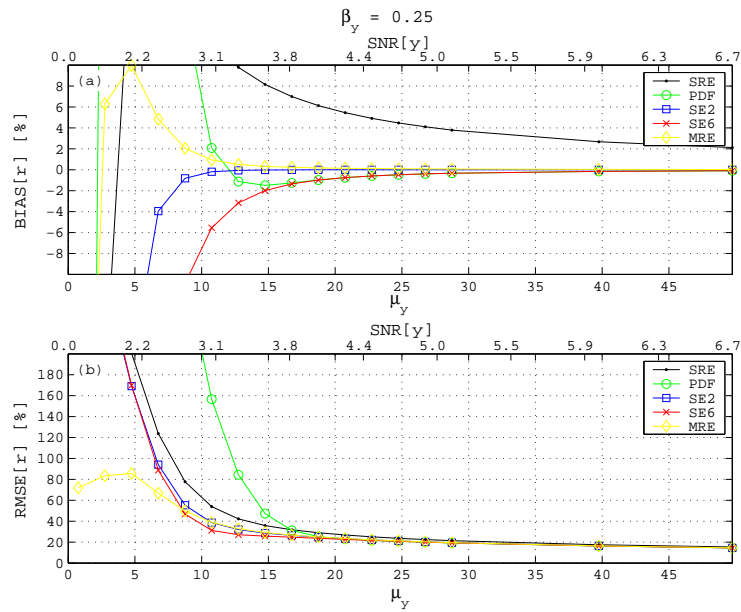 β_y = 0.25
SNR[y]
0.0 2.2 3.1 3.8 4.4 5.0 5.5 5.9 6.3 6.7
(a)
8
6
4
2
0
−2
−4
−6
−8
BIAS[r] [%]
SRE
PDF
SE2
SE6
MRE
0 5 10 15 20 25 30 35 40 45
μ_y
SNR[y]
0.0 2.2 3.1 3.8 4.4 5.0 5.5 5.9 6.3 6.7
(b)
180
160
140
120
100
80
60
40
20
0
RMSE[r] [%]
SRE
PDF
SE2
SE6
MRE
0 5 10 15 20 25 30 35 40 45
μ_y